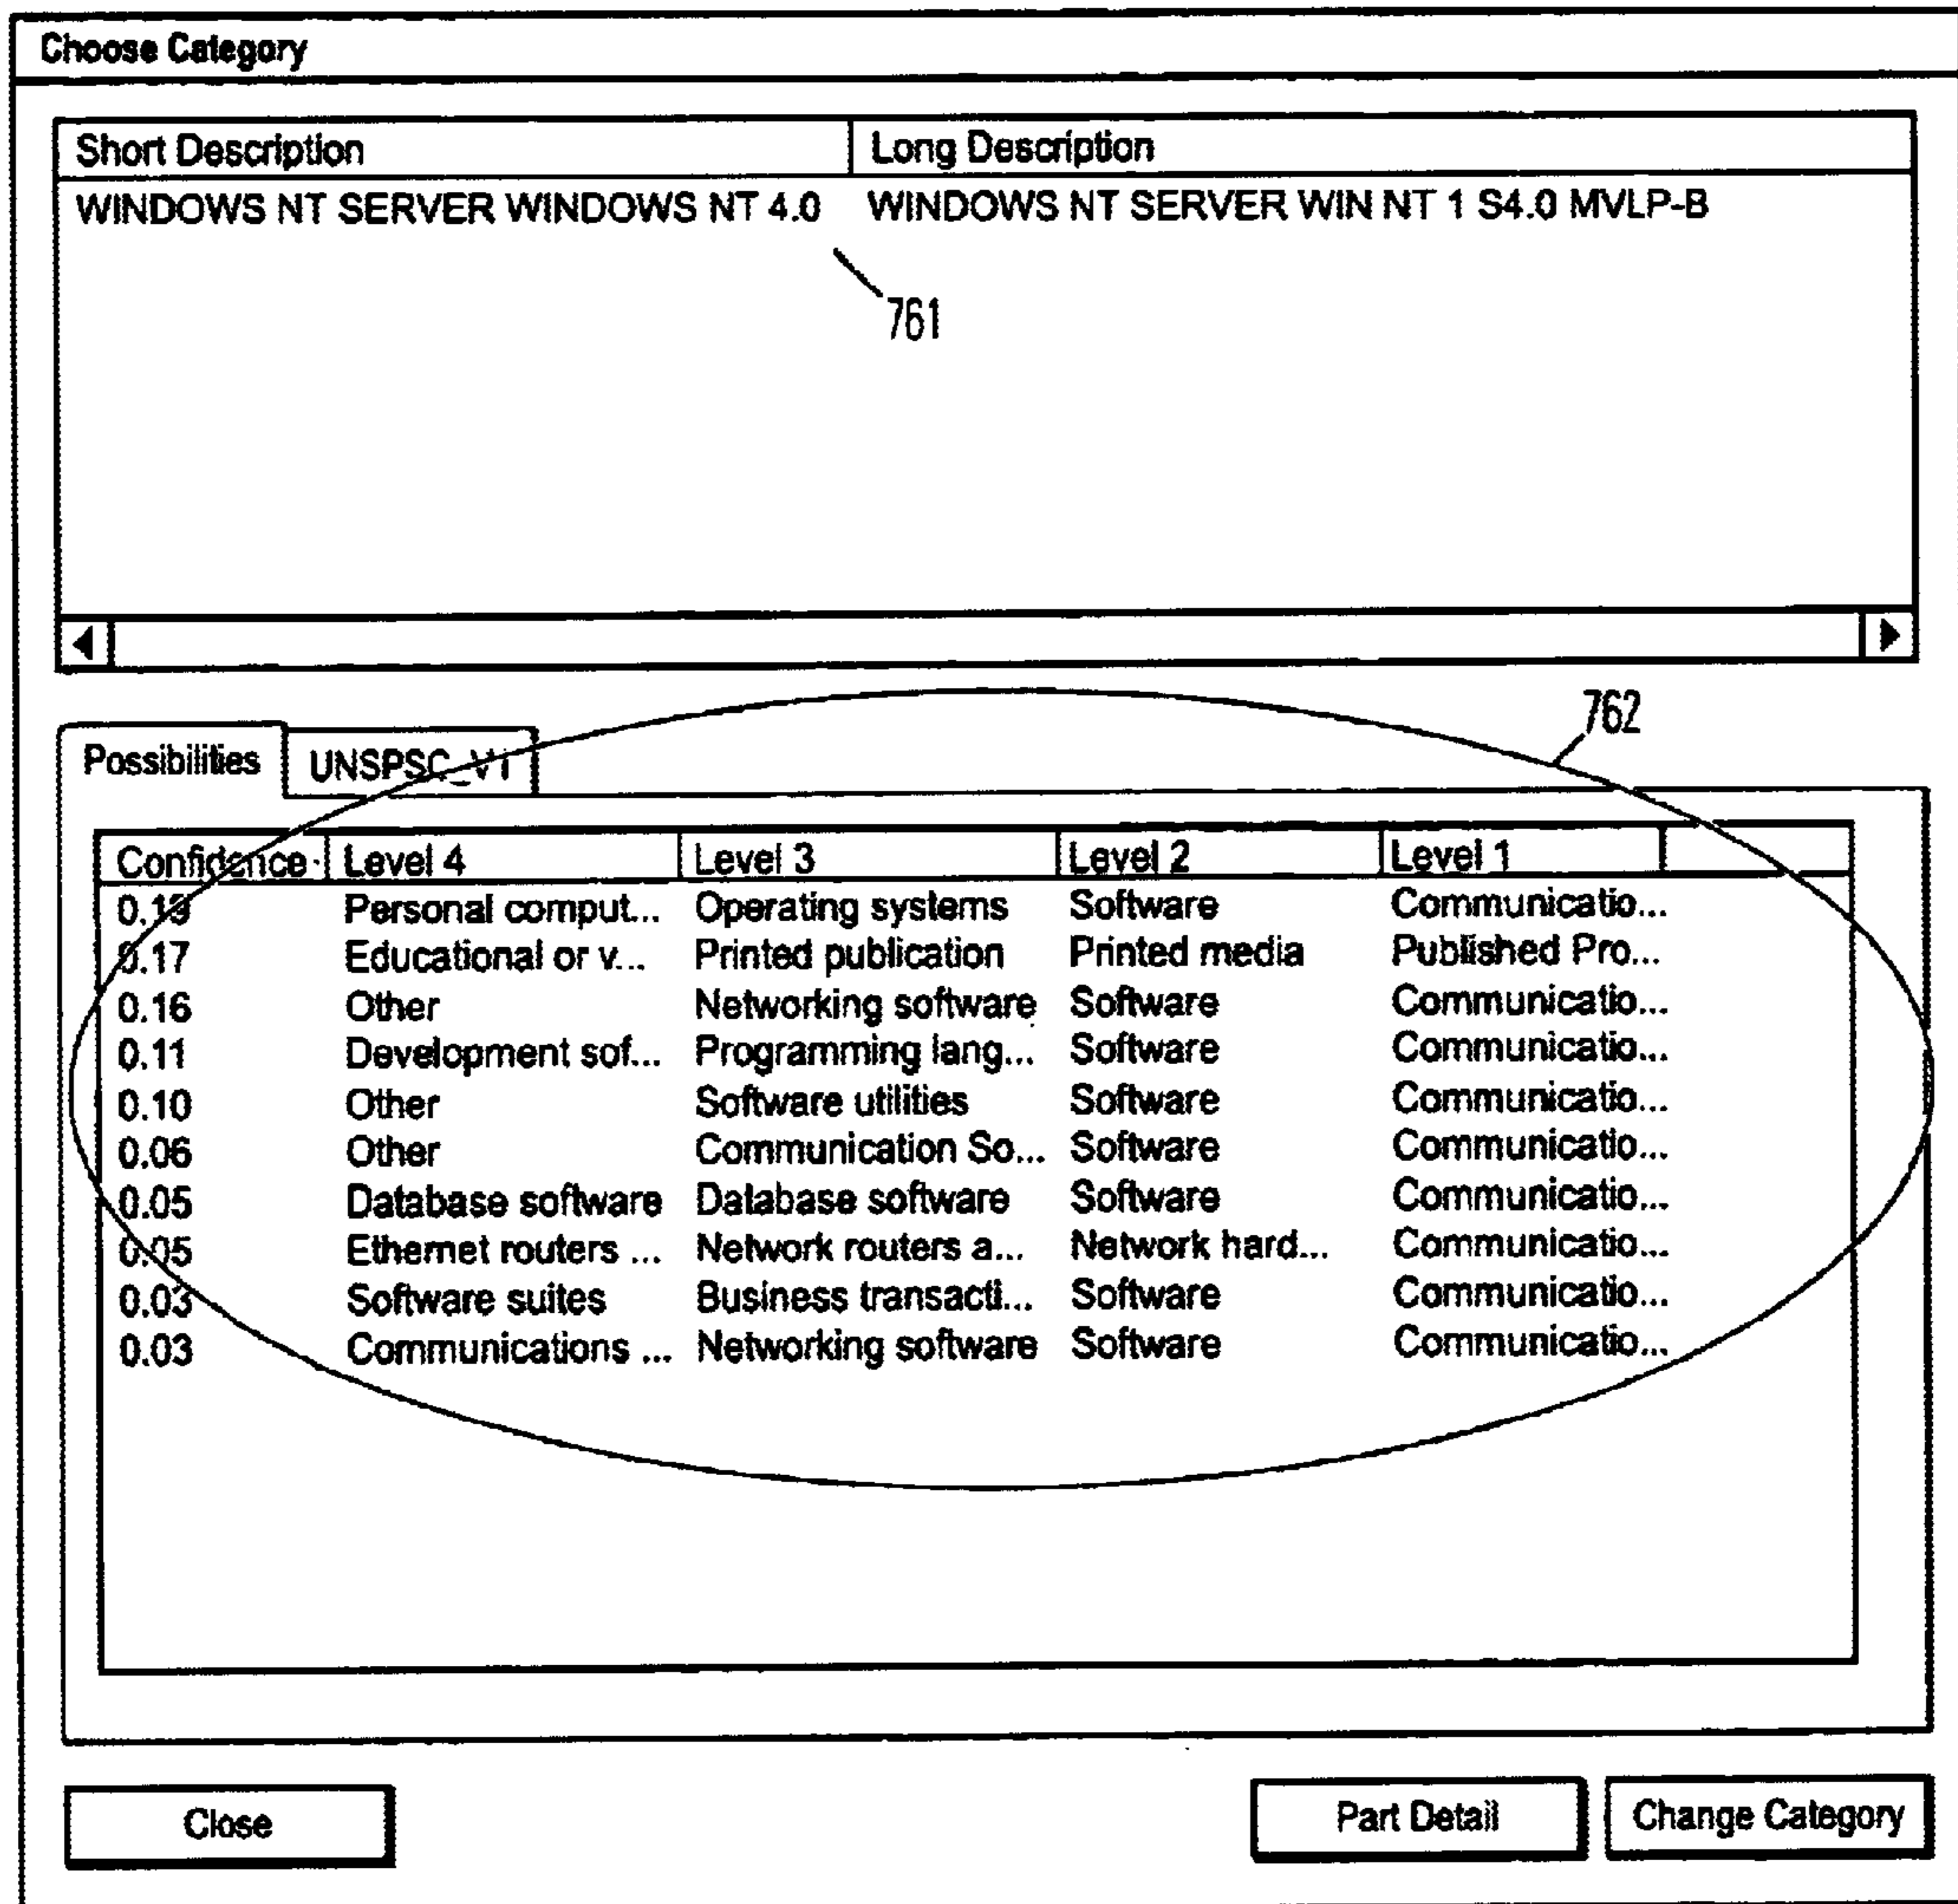 Choose Category
Short Description Long Description
WINDOWS NT SERVER WINDOWS NT 4.0 WINDOWS NT SERVER WIN NT 1 S4.0 MVLP-B
761
762
Possibilities UNSPSC_V1
Confidence Level 4 Level 3 Level 2 Level 1
0.19 Personal comput... Operating systems Software Communicatio...
0.17 Educational or v... Printed publication Printed media Published Pro...
0.16 Other Networking software Software Communicatio...
0.11 Development sof... Programming lang... Software Communicatio...
0.10 Other Software utilities Software Communicatio...
0.06 Other Communication So... Software Communicatio...
0.05 Database software Database software Software Communicatio...
0.05 Ethernet routers ... Network routers a... Network hard... Communicatio...
0.03 Software suites Business transacti... Software Communicatio...
0.03 Communications ... Networking software Software Communicatio...
Close Part Detail Change Category